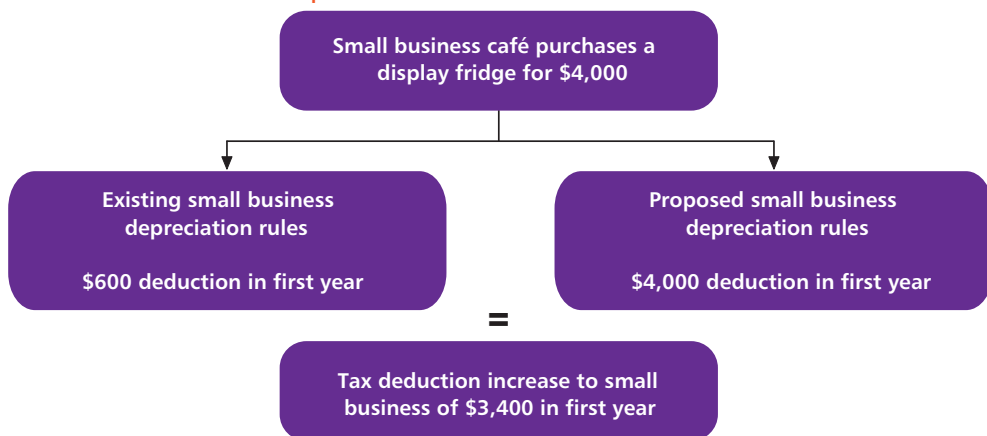 Small business café purchases a
display fridge for $4,000
Existing small business
depreciation rules
$600 deduction in first year
Proposed small business
depreciation rules
$4,000 deduction in first year
=
Tax deduction increase to small
business of $3,400 in first year